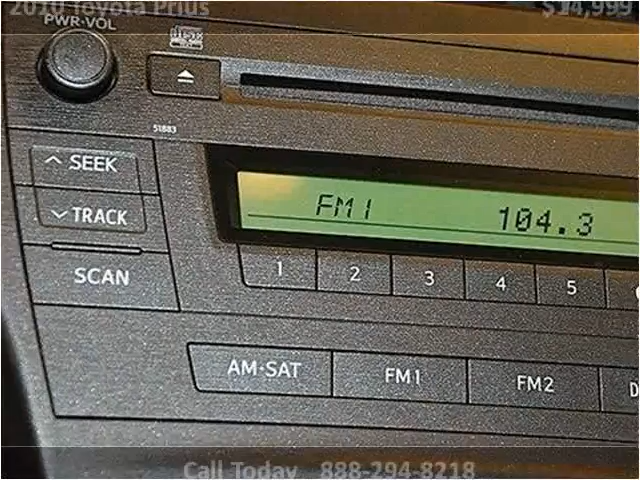 2010 Toyota Prius $14,999
PWR·VOL
DISC
51883
SEEK
TRACK
SCAN
FM1 104.3
1 2 3 4 5
AM·SAT FM1 FM2 D
Call Today 888-294-8218